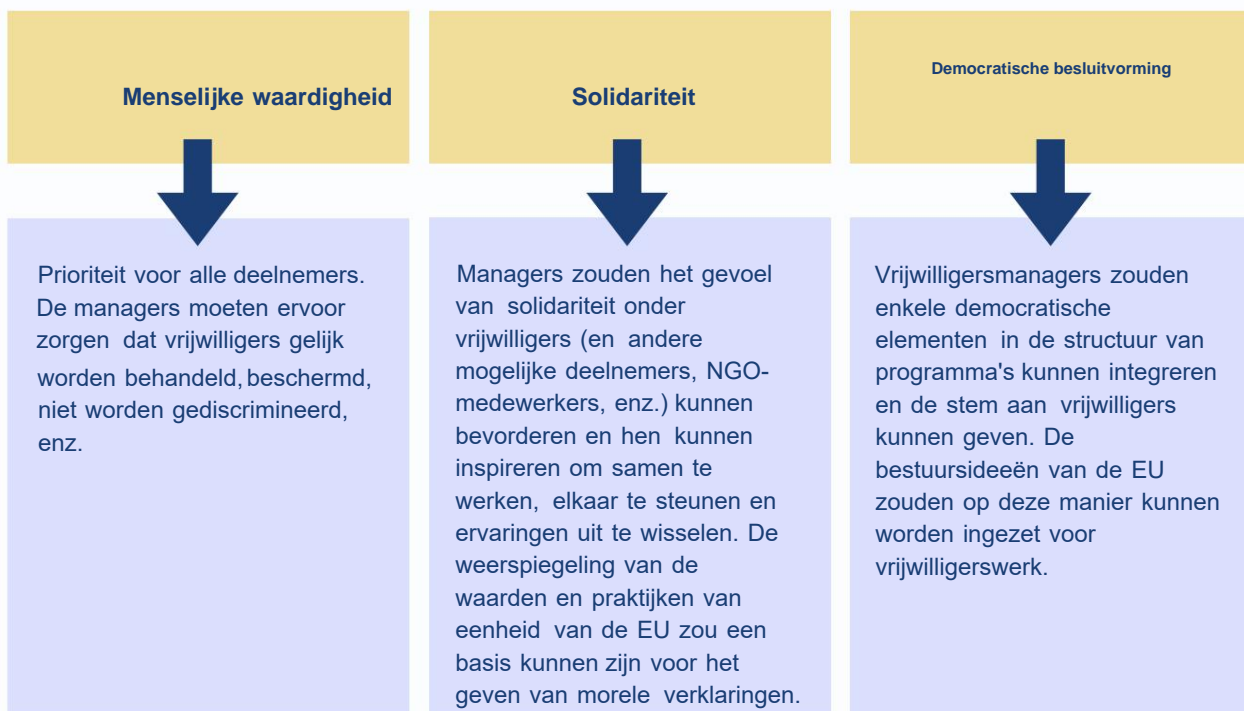 Menselijke waardigheid
Solidariteit
Democratische besluitvorming
Prioriteit voor alle deelnemers.
De managers moeten ervoor
zorgen dat vrijwilligers gelijk
worden behandeld, beschermd,
niet worden gediscrimineerd,
enz.
Managers zouden het gevoel
van solidariteit onder
vrijwilligers (en andere
mogelijke deelnemers, NGO-
medewerkers, enz.) kunnen
bevorderen en hen kunnen
inspireren om samen te
werken, elkaar te steunen en
ervaringen uit te wisselen. De
weerspiegeling van de
waarden en praktijken van
eenheid van de EU zou een
basis kunnen zijn voor het
geven van morele verklaringen.
Vrijwilligersmanagers zouden
enkele democratische
elementen in de structuur van
programma's kunnen integreren
en de stem aan vrijwilligers
kunnen geven. De
bestuursideeën van de EU
zouden op deze manier kunnen
worden ingezet voor
vrijwilligerswerk.